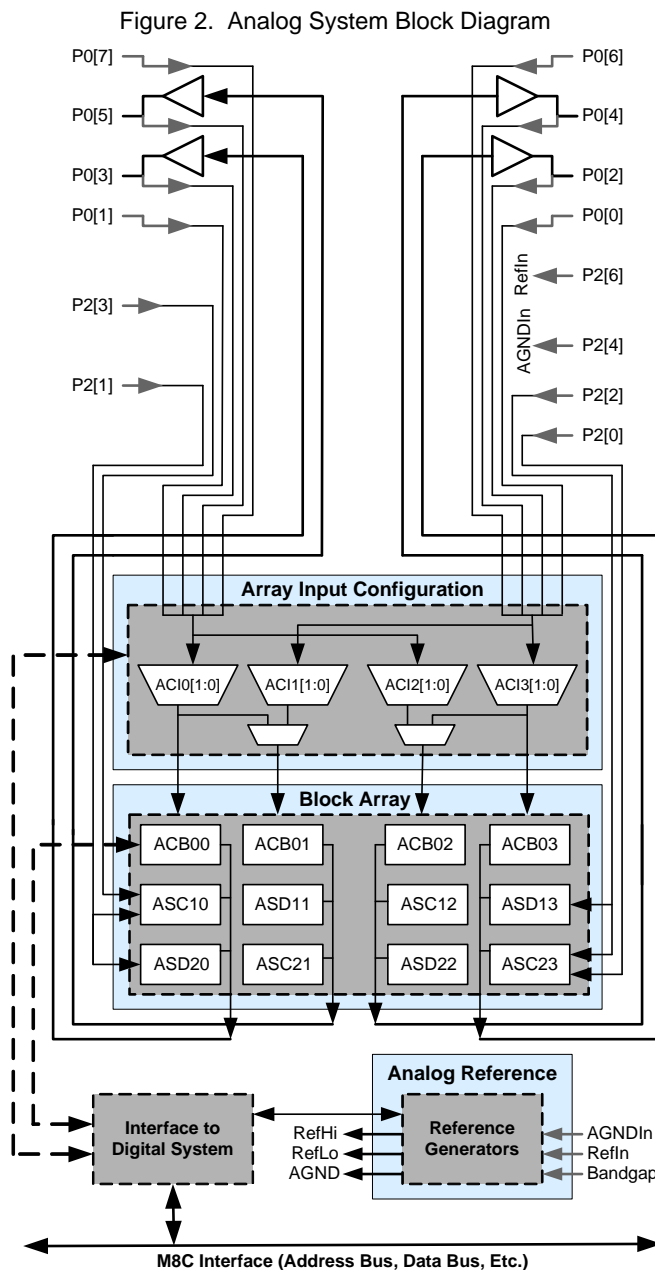 Figure 2. Analog System Block Diagram
P0[7]
P0[6]
P0[5]
P0[4]
P0[3]
P0[2]
P0[1]
P0[0]
RefIn
P2[6]
P2[3]
AGNDIn
P2[4]
P2[1]
P2[2]
P2[0]
Array Input Configuration
ACI0[1:0] ACI1[1:0] ACI2[1:0] ACI3[1:0]
Block Array
ACB00 ACB01 ACB02 ACB03
ASC10 ASD11 ASC12 ASD13
ASD20 ASC21 ASD22 ASC23
Analog Reference
Interface to
Digital System
RefHi
RefLo
AGND
Reference
Generators
AGNDIn
RefIn
Bandgap
M8C Interface (Address Bus, Data Bus, Etc.)